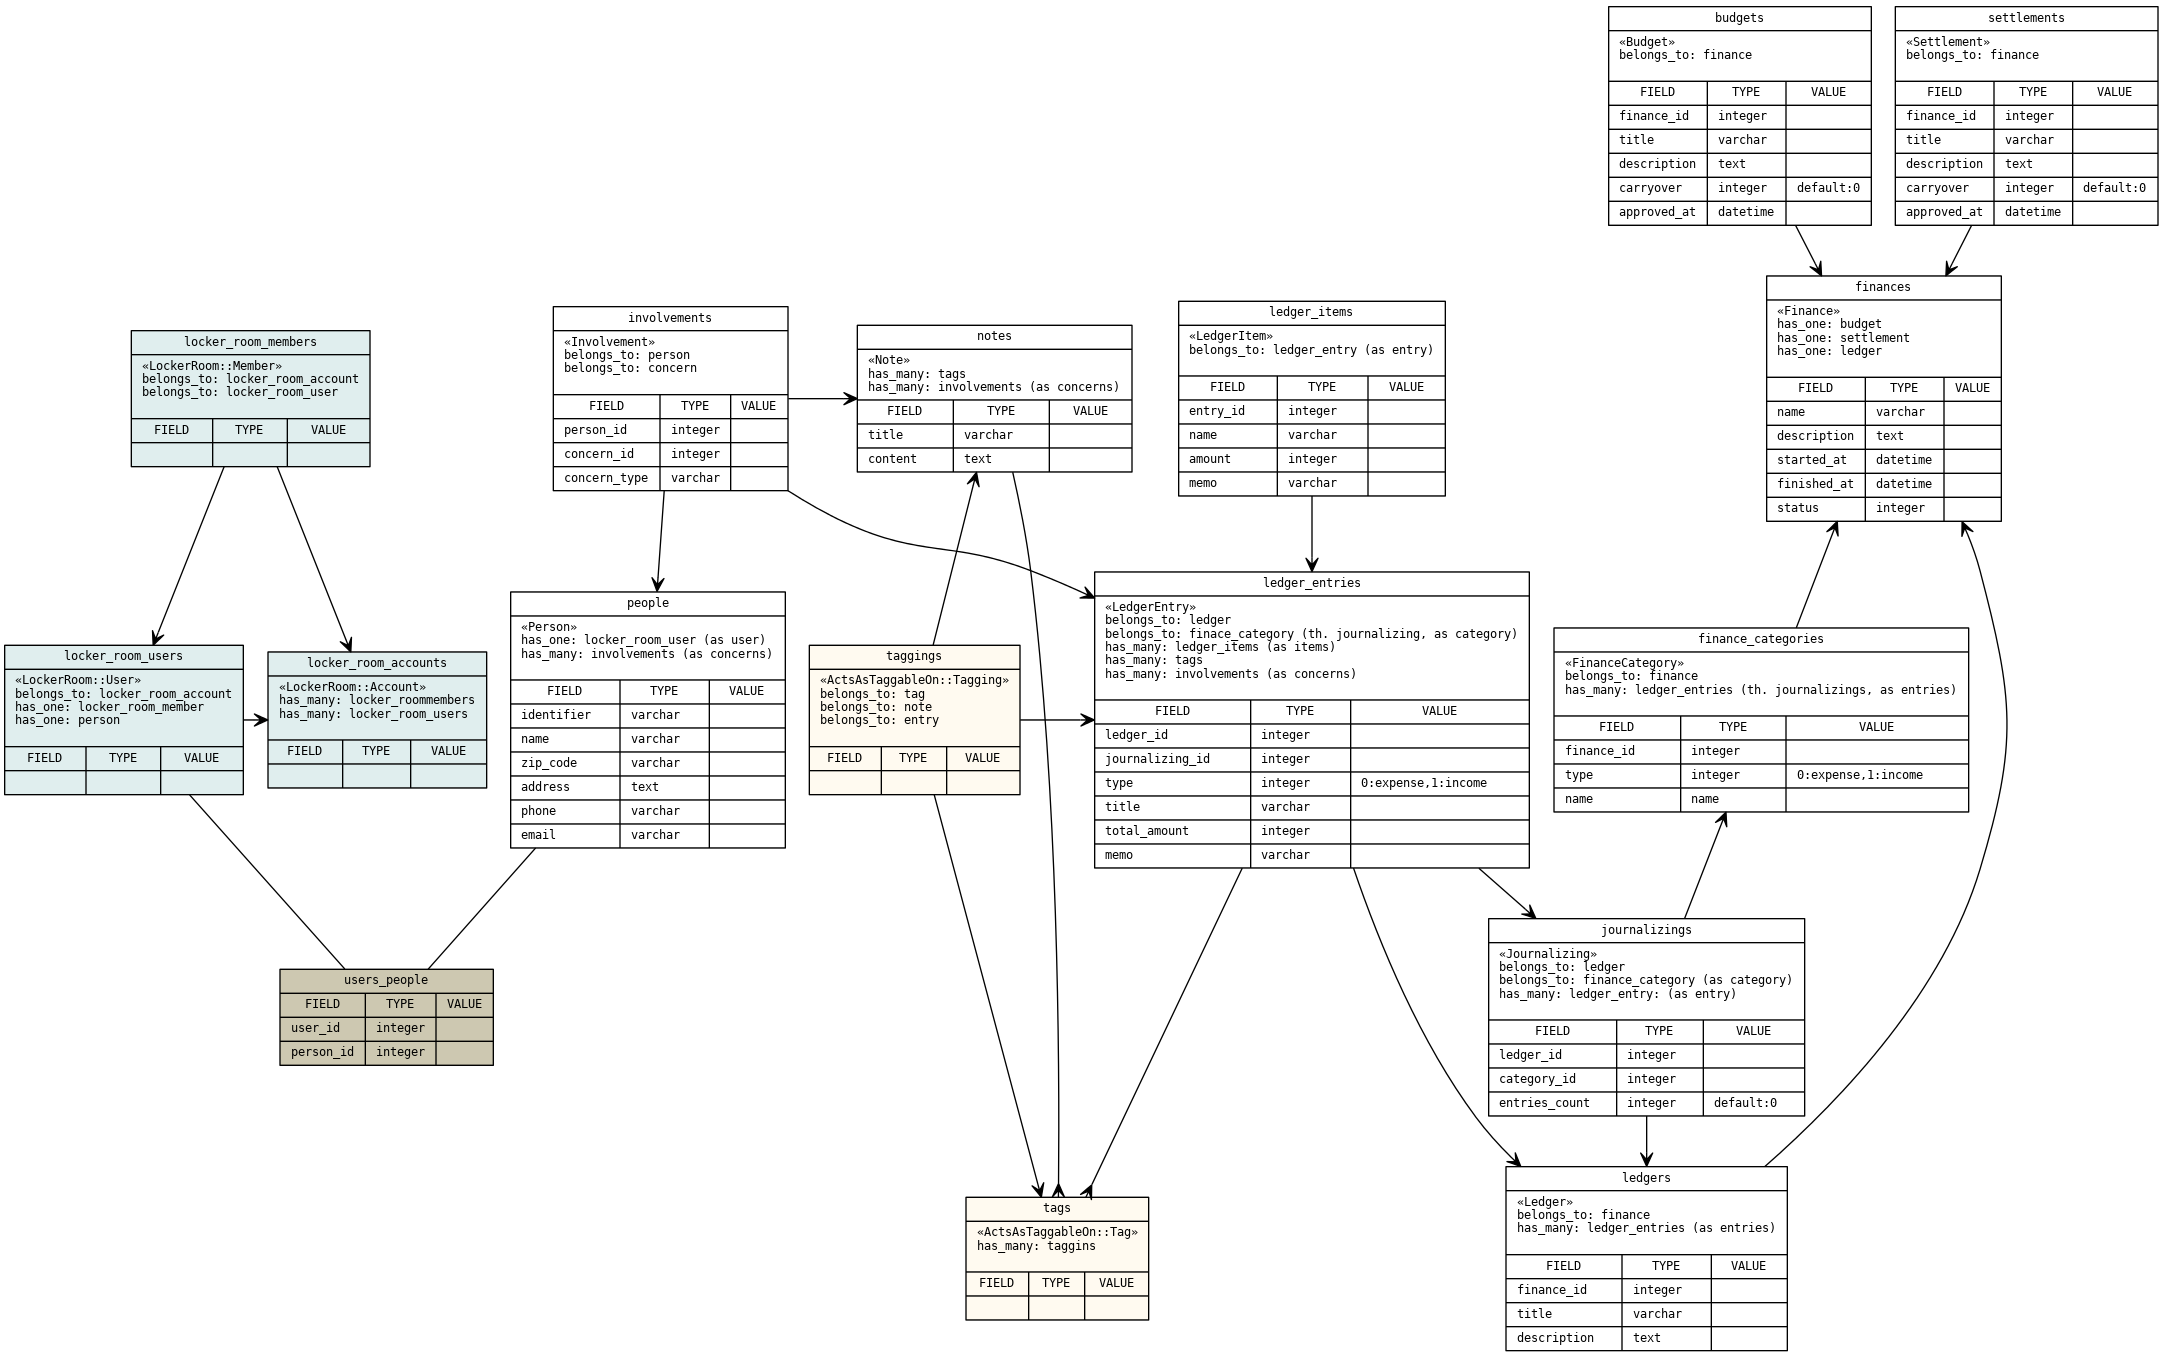 budgets
«Budget»
belongs_to: finance
FIELD TYPE VALUE
finance_id integer
title varchar
description text
carryover integer default:0
approved_at datetime
settlements
«Settlement»
belongs_to: finance
FIELD TYPE VALUE
finance_id integer
title varchar
description text
carryover integer default:0
approved_at datetime
finances
«Finance»
has_one: budget
has_one: settlement
has_one: ledger
FIELD TYPE VALUE
name varchar
description text
started_at datetime
finished_at datetime
status integer
locker_room_members
«LockerRoom::Member»
belongs_to: locker_room_account
belongs_to: locker_room_user
FIELD TYPE VALUE
involvements
«Involvement»
belongs_to: person
belongs_to: concern
FIELD TYPE VALUE
person_id integer
concern_id integer
concern_type varchar
notes
«Note»
has_many: tags
has_many: involvements (as concerns)
FIELD TYPE VALUE
title varchar
content text
ledger_items
«LedgerItem»
belongs_to: ledger_entry (as entry)
FIELD TYPE VALUE
entry_id integer
name varchar
amount integer
memo varchar
locker_room_users
«LockerRoom::User»
belongs_to: locker_room_account
has_one: locker_room_member
has_one: person
FIELD TYPE VALUE
locker_room_accounts
«LockerRoom::Account»
has_many: locker_roommembers
has_many: locker_room_users
FIELD TYPE VALUE
people
«Person»
has_one: locker_room_user (as user)
has_many: involvements (as concerns)
FIELD TYPE VALUE
identifier varchar
name varchar
zip_code varchar
address text
phone varchar
email varchar
taggings
«ActsAsTaggableOn::Tagging»
belongs_to: tag
belongs_to: note
belongs_to: entry
FIELD TYPE VALUE
ledger_entries
«LedgerEntry»
belongs_to: ledger
belongs_to: finace_category (th. journalizing, as category)
has_many: ledger_items (as items)
has_many: tags
has_many: involvements (as concerns)
FIELD TYPE VALUE
ledger_id integer
journalizing_id integer
type integer 0:expense,1:income
title varchar
total_amount integer
memo varchar
finance_categories
«FinanceCategory»
belongs_to: finance
has_many: ledger_entries (th. journalizings, as entries)
FIELD TYPE VALUE
finance_id integer
type integer 0:expense,1:income
name name
users_people
FIELD TYPE VALUE
user_id integer
person_id integer
journalizings
«Journalizing»
belongs_to: ledger
belongs_to: finance_category (as category)
has_many: ledger_entry: (as entry)
FIELD TYPE VALUE
ledger_id integer
category_id integer
entries_count integer default:0
tags
«ActsAsTaggableOn::Tag»
has_many: taggins
FIELD TYPE VALUE
ledgers
«Ledger»
belongs_to: finance
has_many: ledger_entries (as entries)
FIELD TYPE VALUE
finance_id integer
title varchar
description text